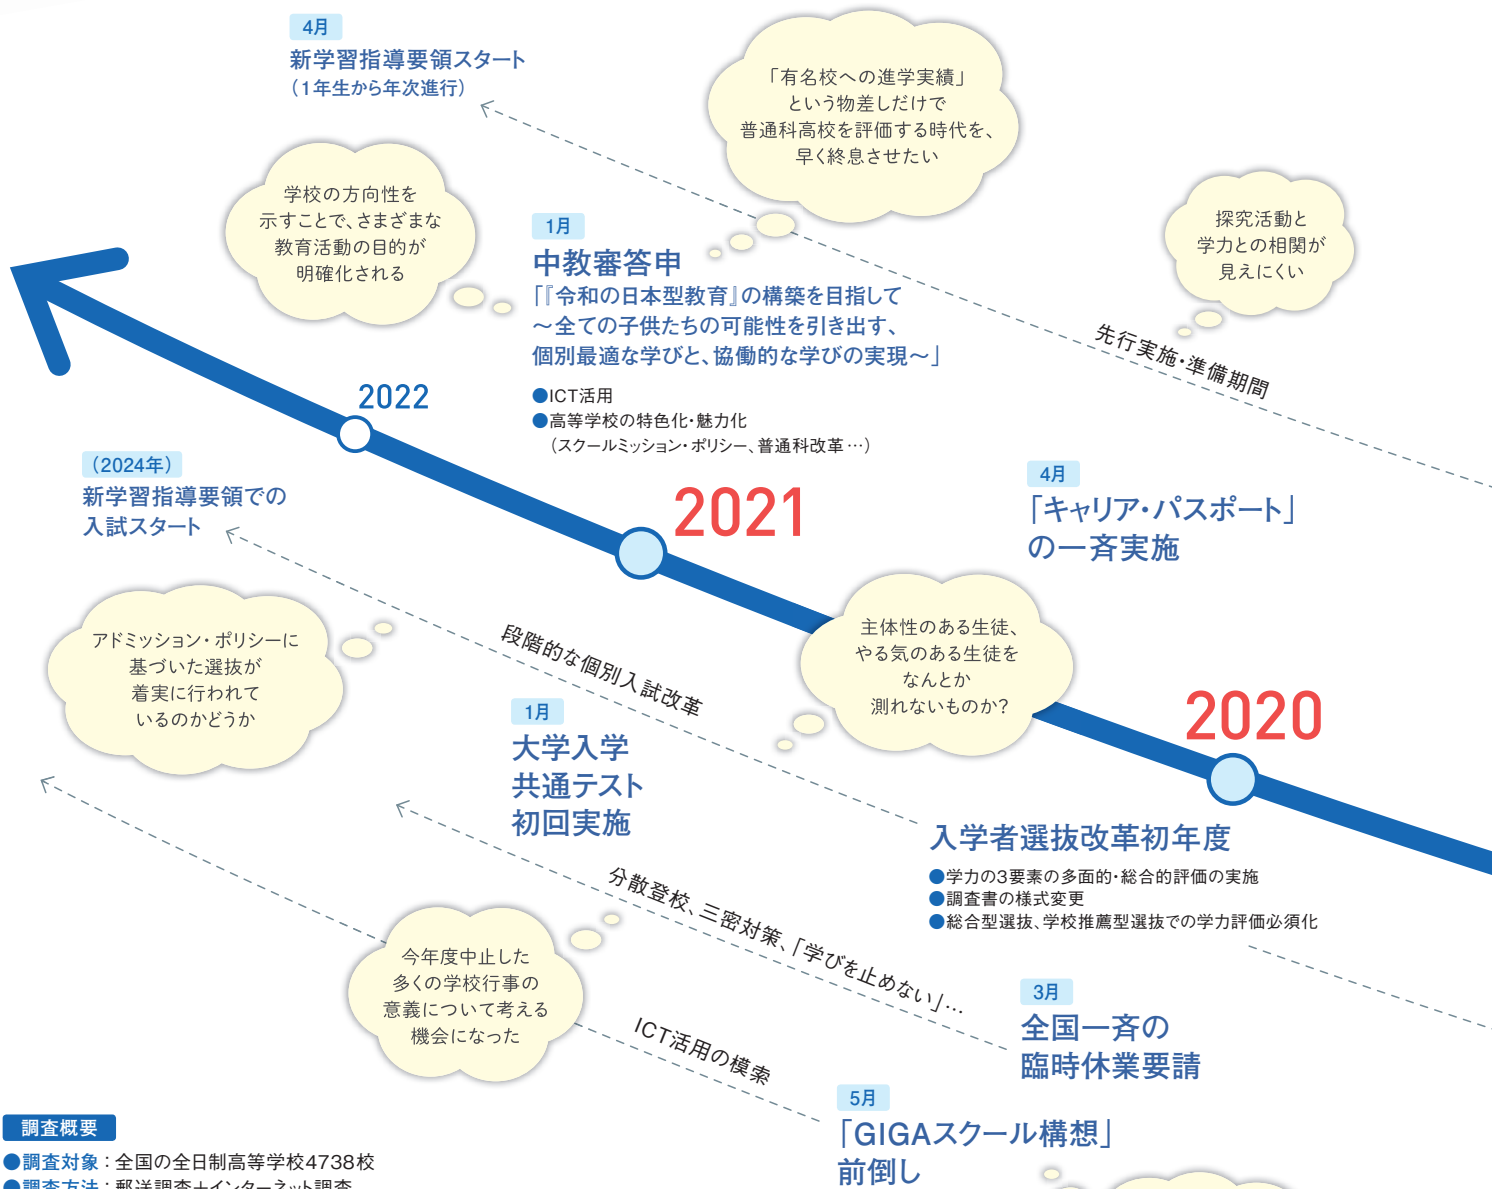 4月
新学習指導要領スタート
(1年生から年次進行)
「有名校への進学実績」
という物差しだけで
普通科高校を評価する時代を、
早く終息させたい
学校の方向性を
示すことで、さまざまな
教育活動の目的が
明確化される
探究活動と
学力との相関が
見えにくい
1月
中教審答申
「『令和の日本型教育』の構築を目指して
～全ての子供たちの可能性を引き出す、
個別最適な学びと、協働的な学びの実現～」
●ICT活用
●高等学校の特色化・魅力化
(スクールミッション・ポリシー、普通科改革…)
先行実施・準備期間
2022
(2024年)
新学習指導要領での
入試スタート
2021
4月
「キャリア・パスポート」
の一斉実施
アドミッション・ポリシーに
基づいた選抜が
着実に行われて
いるのかどうか
段階的な個別入試改革
主体性のある生徒、
やる気のある生徒を
なんとか
測れないものか?
2020
1月
大学入学
共通テスト
初回実施
入学者選抜改革初年度
●学力の3要素の多面的・総合的評価の実施
●調査書の様式変更
●総合型選抜、学校推薦型選抜での学力評価必須化
分散登校、三密対策、「学びを止めない」…
今年度中止した
多くの学校行事の
意義について考える
機会になった
3月
全国一斉の
臨時休業要請
ICT活用の模索
5月
「GIGAスクール構想」
前倒し
調査概要
●調査対象：全国の全日制高等学校4738校
●調査方法：郵送調査+インターネット調査